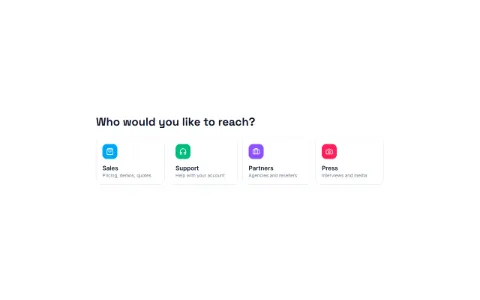 Who would you like to reach?
Sales
Pricing, demos, quotes
Support
Help with your account
Partners
Agencies and resellers
Press
Interviews and media